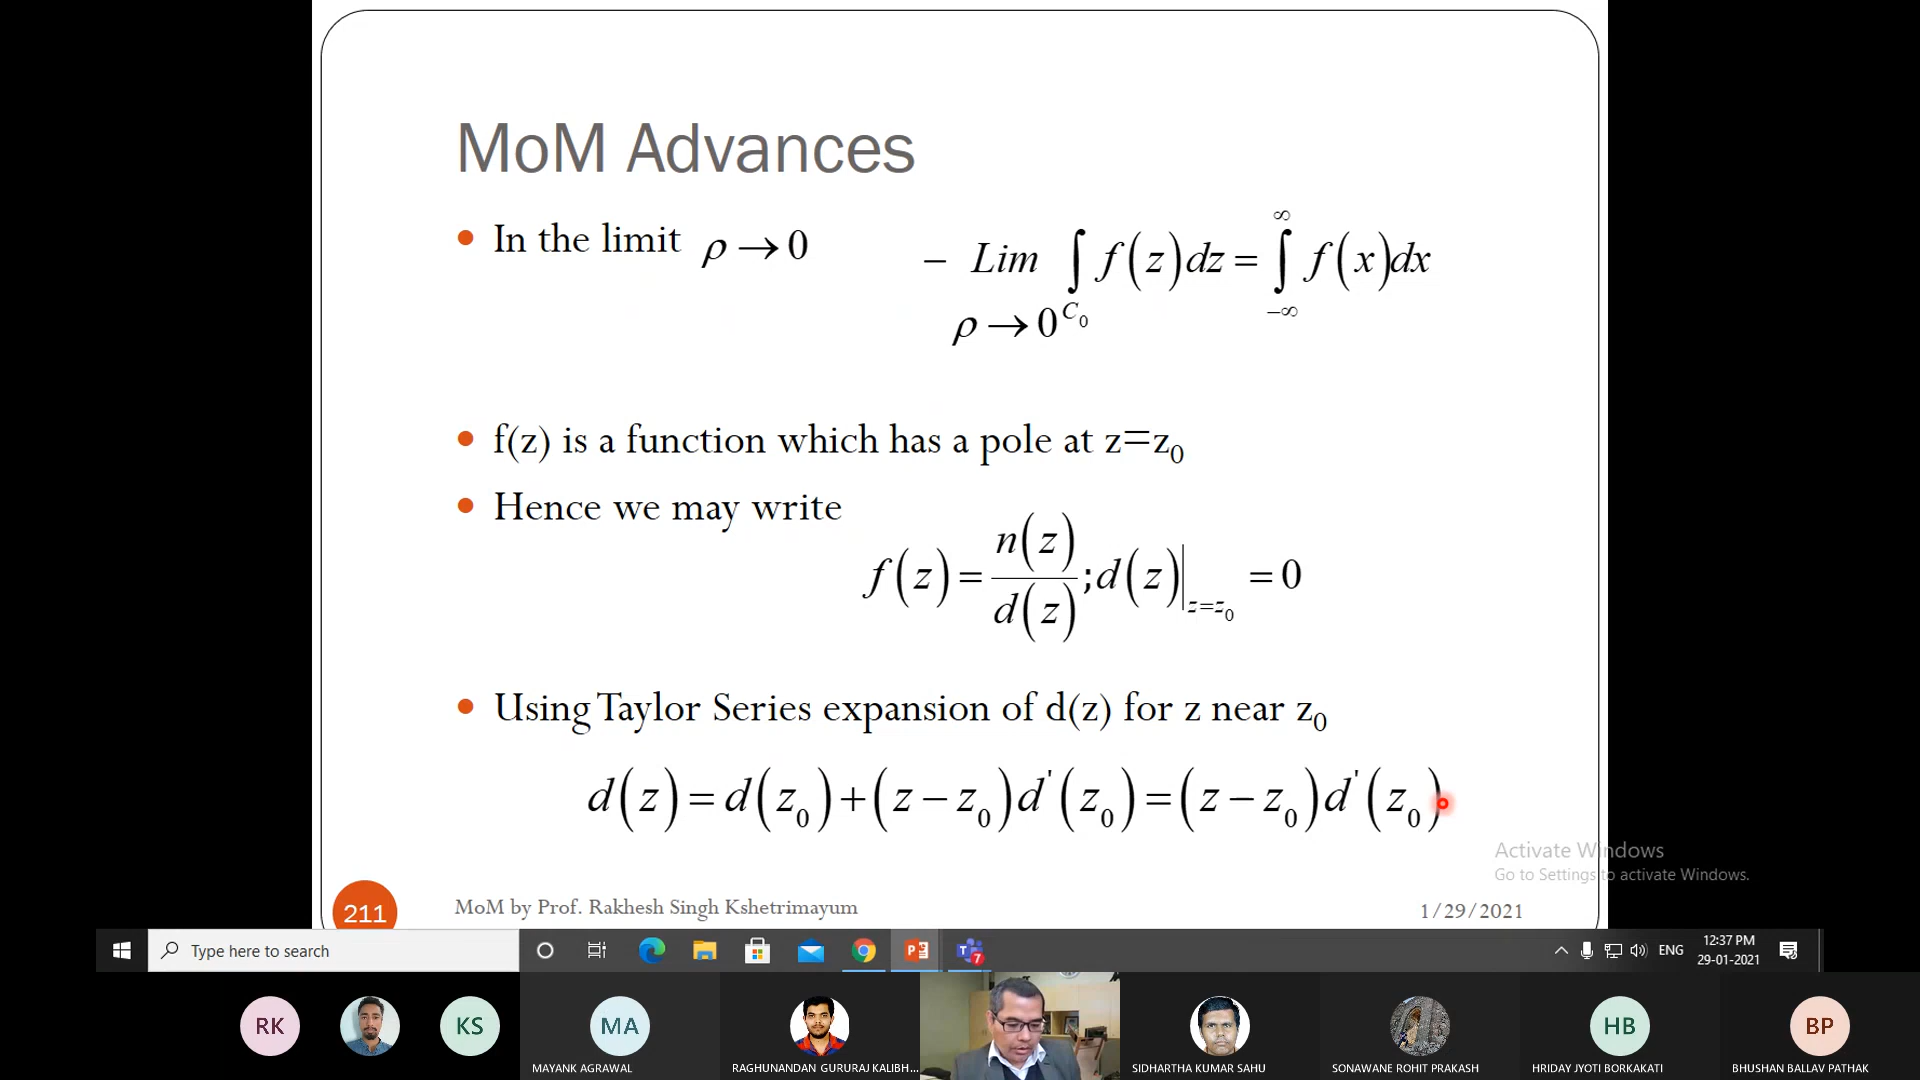 MoM Advances
• In the limit ρ → 0
− Lim ∫ f(z)dz = ∫ f(x)dx
ρ → 0 C₀ −∞ ∞
• f(z) is a function which has a pole at z=z₀
• Hence we may write
f(z) = n(z)/d(z) ; d(z)|z=z₀ = 0
• Using Taylor Series expansion of d(z) for z near z₀
d(z) = d(z₀) + (z − z₀)d'(z₀) = (z − z₀)d'(z₀)
Activate Windows
Go to Settings to activate Windows.
211
MoM by Prof. Rakhesh Singh Kshetrimayum
1/29/2021
Type here to search
7
ENG
12:37 PM
29-01-2021
RK
KS
MA
HB
BP
MAYANK AGRAWAL
RAGHUNANDAN GURURAJ KALIBH...
SIDHARTHA KUMAR SAHU
SONAWANE ROHIT PRAKASH
HRIDAY JYOTI BORKAKATI
BHUSHAN BALLAV PATHAK